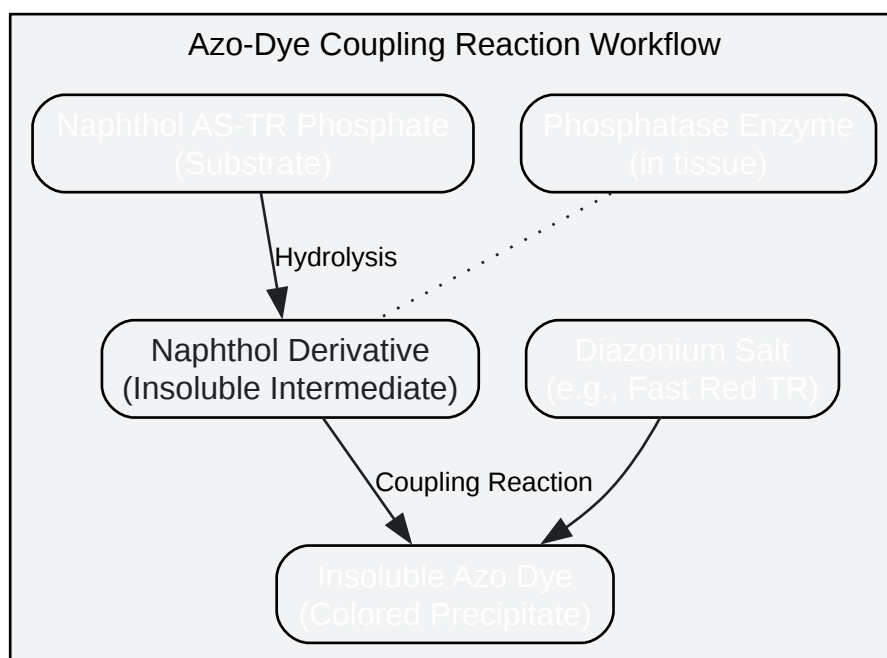 Azo-Dye Coupling Reaction Workflow
Naphthol AS-TR Phosphate
(Substrate)
Phosphatase Enzyme
(in tissue)
Hydrolysis
Naphthol Derivative
(Insoluble Intermediate)
Diazonium Salt
(e.g., Fast Red TR)
Coupling Reaction
Insoluble Azo Dye
(Colored Precipitate)